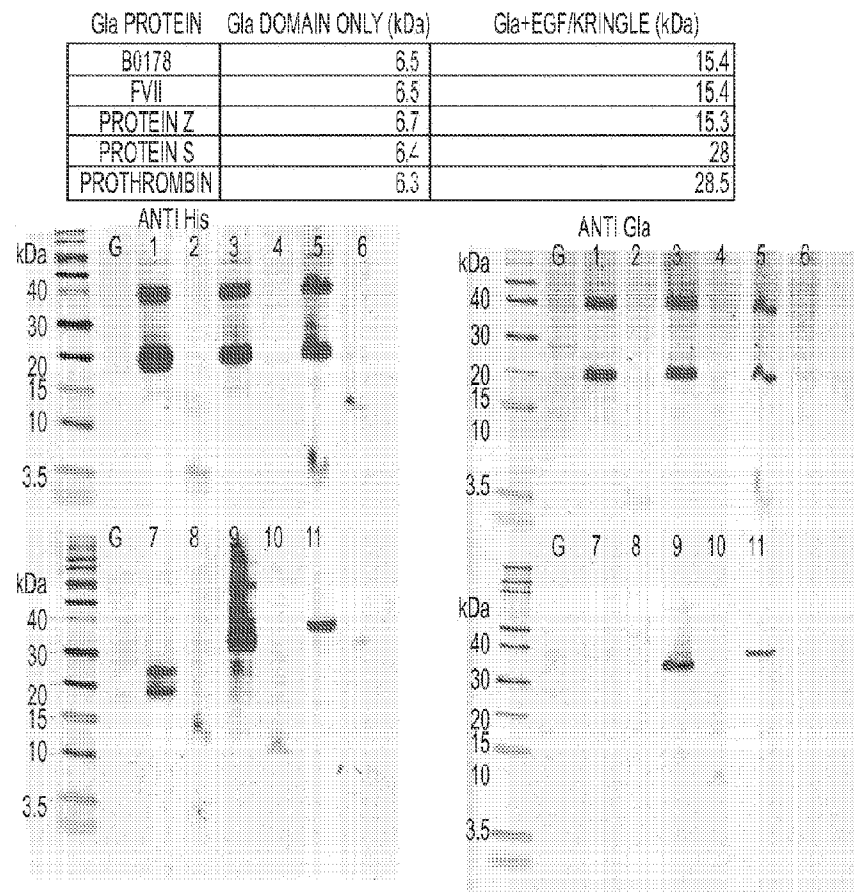 Gla PROTEIN Gla DOMAIN ONLY (kDa) Gla+EGF/KRINGLE (kDa)
B0178 6.5 15.4
FVII 6.5 15.4
PROTEIN Z 6.7 15.3
PROTEIN S 6.4 28
PROTHROMBIN 6.3 28.5
ANTI His
kDa G 1 2 3 4 5 6
40
30
20
15
10
3.5
G 7 8 9 10 11
kDa
40
30
20
15
10
3.5
ANTI Gla
kDa G 1 2 3 4 5 6
40
30
20
15
10
3.5
G 7 8 9 10 11
kDa
40
30
20
15
10
3.5